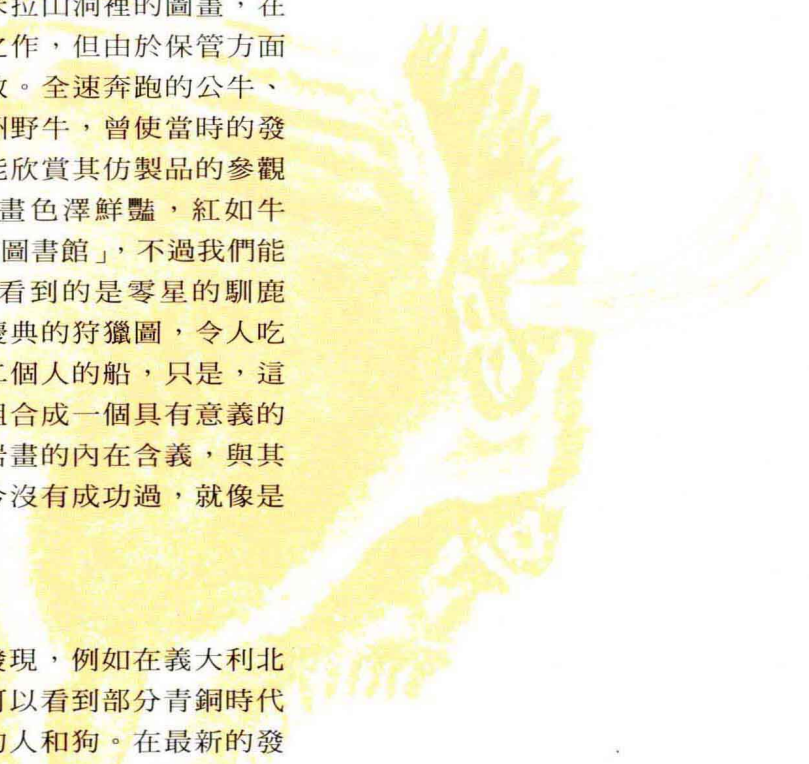 拉山洞裡的圖畫，在
之作，但由於保管方面
。全速奔跑的公牛、
野牛，曾使當時的發
能欣賞其仿製品的參觀
畫色澤鮮豔，紅如牛
圖書館」，不過我們能
看到的是零星的馴鹿
慶典的狩獵圖，令人吃
二個人的船，只是，這
組合成一個具有意義的
岩畫的內在含義，與其
今沒有成功過，就像是
發現，例如在義大利北
可以看到部分青銅時代
的人和狗。在最新的發